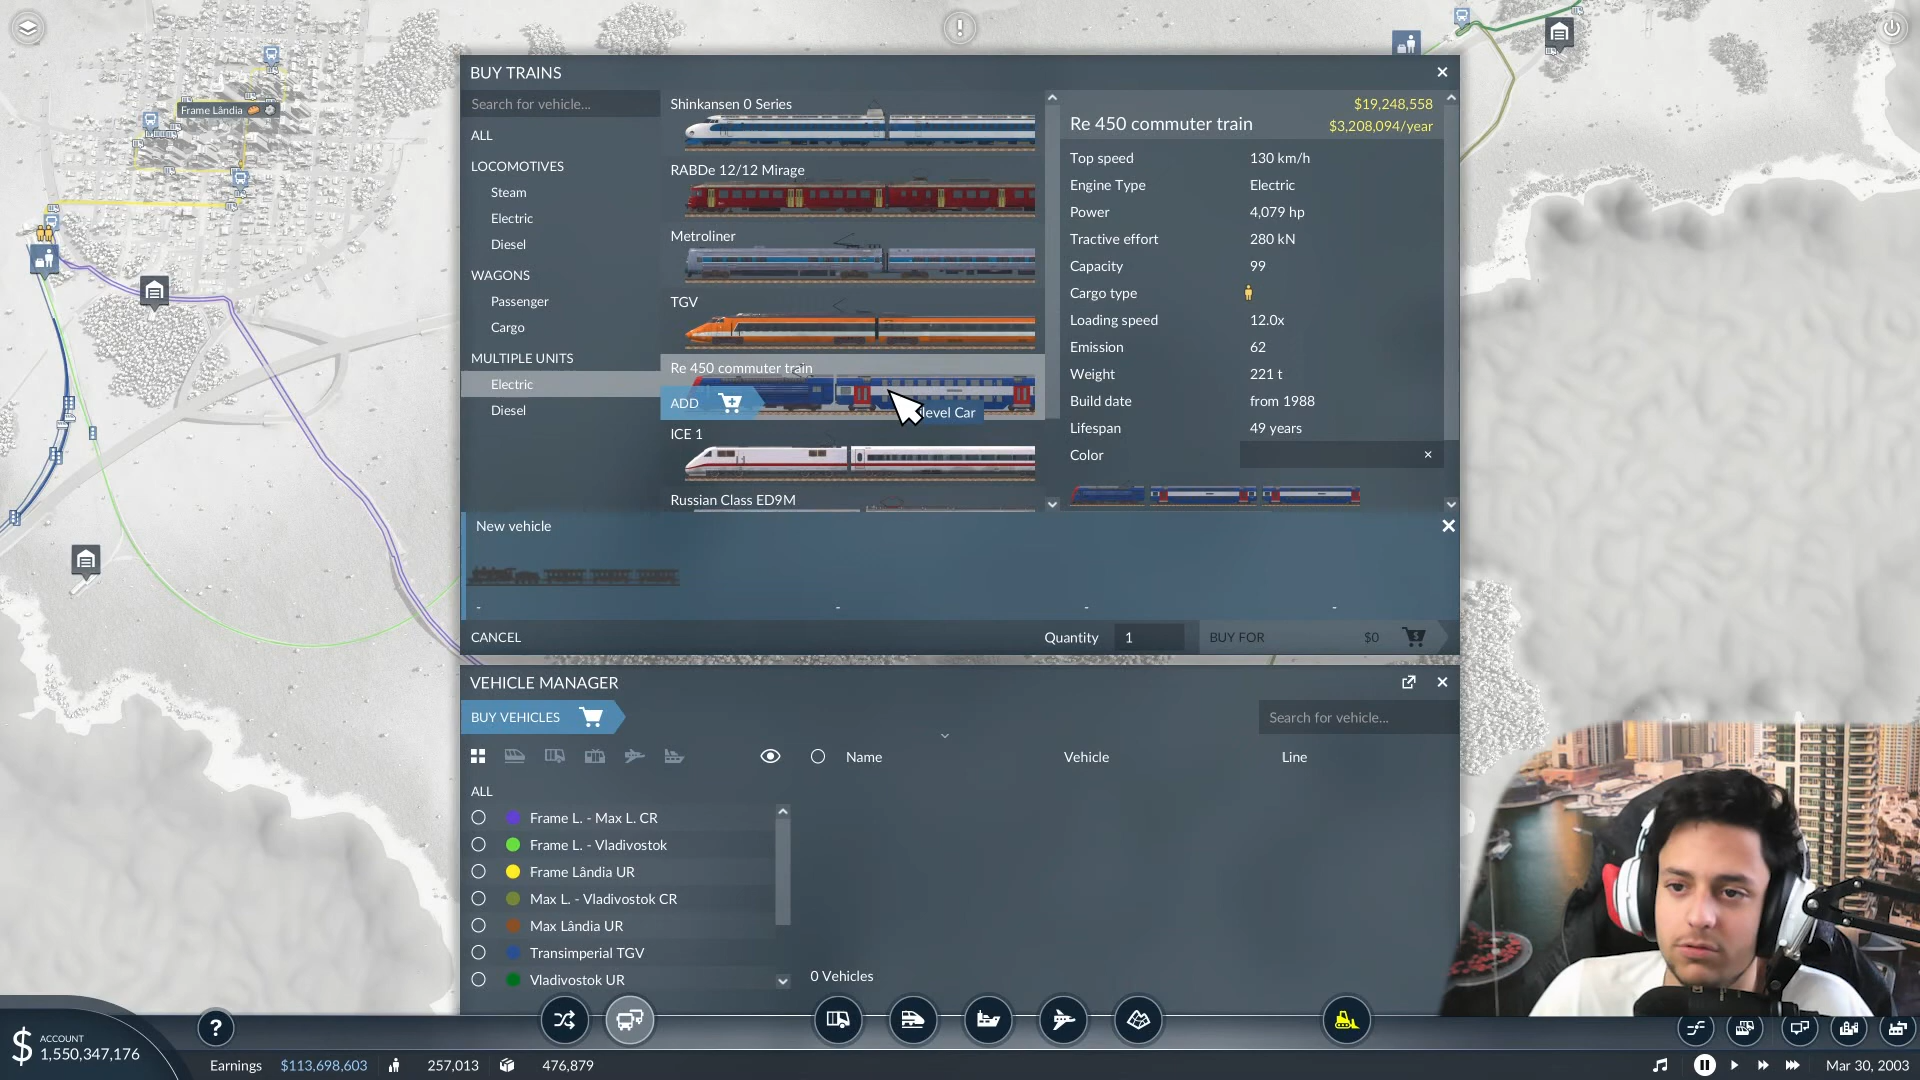 Frame Lândia
BUY TRAINS
Search for vehicle...
ALL
LOCOMOTIVES
Steam
Electric
Diesel
WAGONS
Passenger
Cargo
MULTIPLE UNITS
Electric
Diesel
Shinkansen 0 Series
RABDe 12/12 Mirage
Metroliner
TGV
Re 450 commuter train
ADD
level Car
ICE 1
Russian Class ED9M
$19,248,558
Re 450 commuter train
$3,208,094/year
Top speed 130 km/h
Engine Type Electric
Power 4,079 hp
Tractive effort 280 kN
Capacity 99
Cargo type
Loading speed 12.0x
Emission 62
Weight 221 t
Build date from 1988
Lifespan 49 years
Color
New vehicle
- - - -
CANCEL
Quantity 1
BUY FOR $0
VEHICLE MANAGER
BUY VEHICLES
Search for vehicle...
Name Vehicle Line
ALL
Frame L. - Max L. CR
Frame L. - Vladivostok
Frame Lândia UR
Max L. - Vladivostok CR
Max Lândia UR
Transimperial TGV
Vladivostok UR
0 Vehicles
?
$ ACCOUNT
1,550,347,176
Earnings $113,698,603 257,013 476,879
Mar 30, 2003